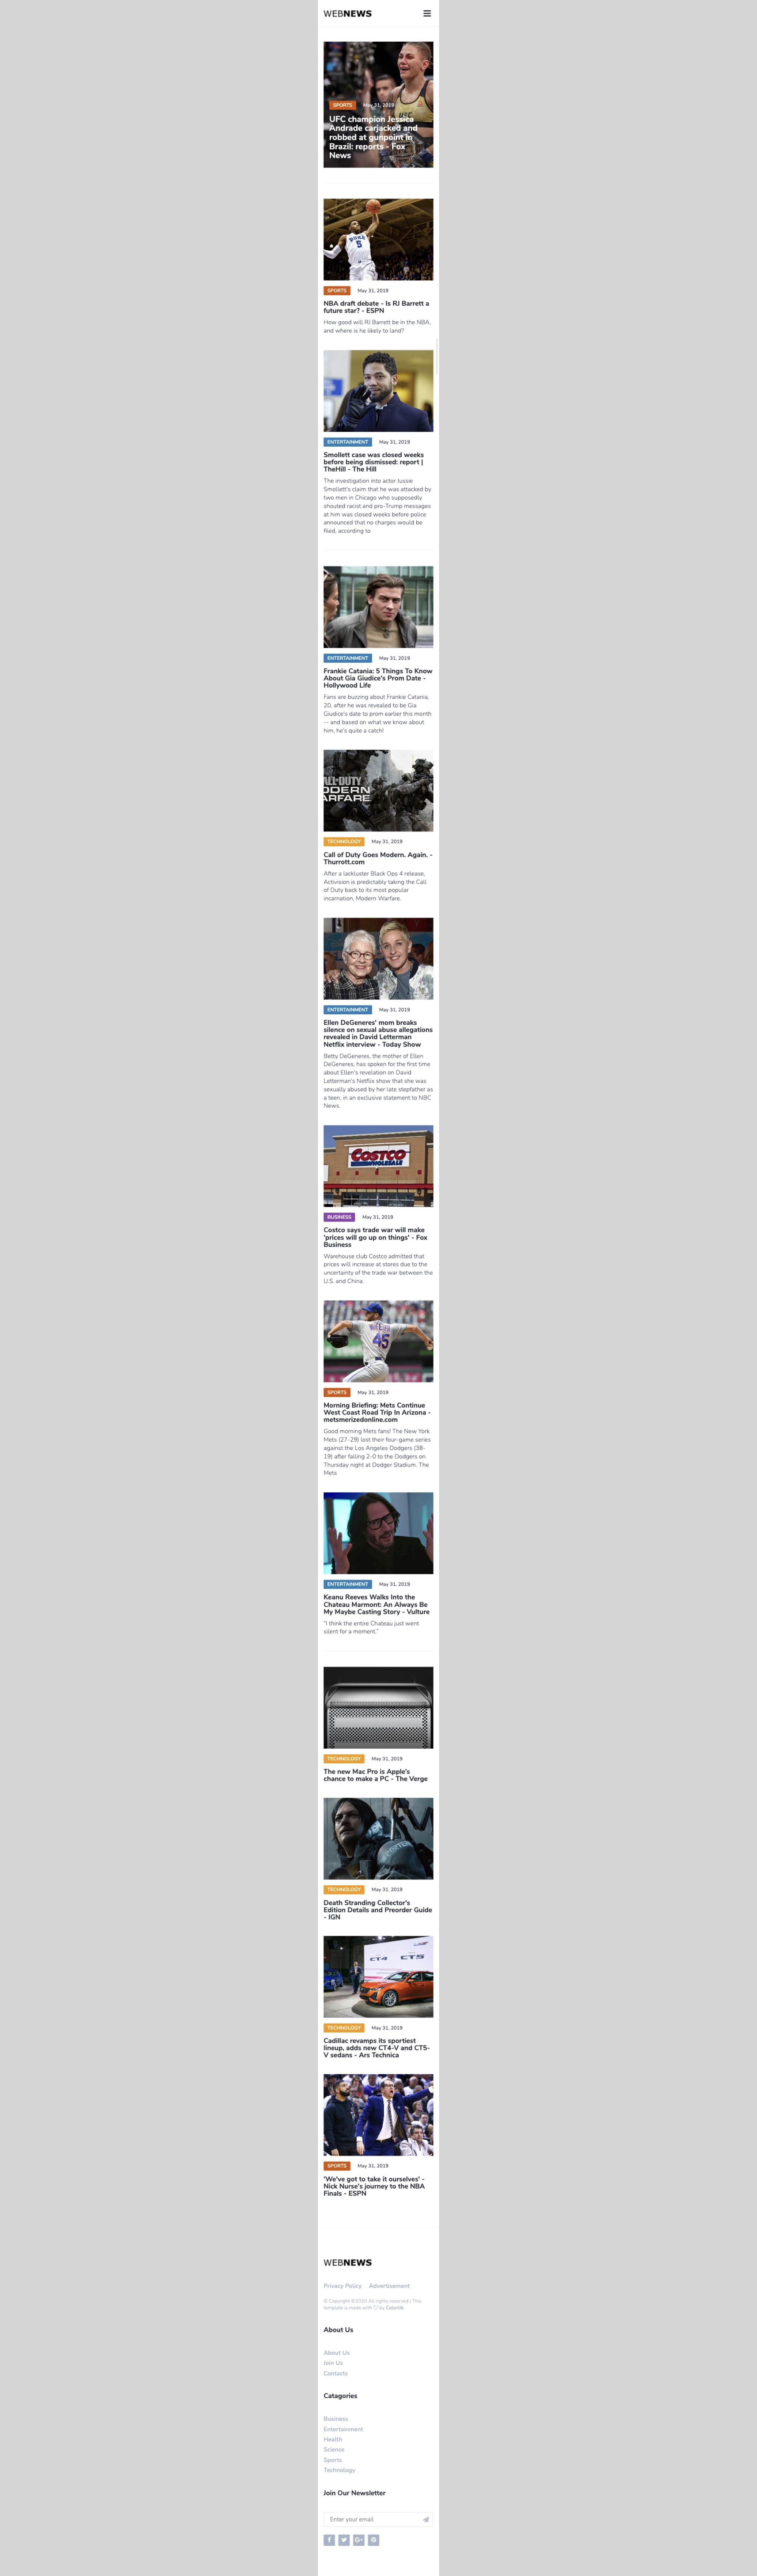 WEBNEWS
SPORTS May 31, 2019
UFC champion Jessica
Andrade carjacked and
robbed at gunpoint in
Brazil: reports - Fox
News
DUKE
5
SPORTS May 31, 2019
NBA draft debate - Is RJ Barrett a
future star? - ESPN
How good will RJ Barrett be in the NBA,
and where is he likely to land?
ENTERTAINMENT May 31, 2019
Smollett case was closed weeks
before being dismissed: report |
TheHill - The Hill
The investigation into actor Jussie
Smollett's claim that he was attacked by
two men in Chicago who supposedly
shouted racist and pro-Trump messages
at him was closed weeks before police
announced that no charges would be
filed, according to
ENTERTAINMENT May 31, 2019
Frankie Catania: 5 Things To Know
About Gia Giudice's Prom Date -
Hollywood Life
Fans are buzzing about Frankie Catania,
20, after he was revealed to be Gia
Giudice's date to prom earlier this month
-- and based on what we know about
him, he's quite a catch!
ALL·DUTY
ODERN
ARFARE
TECHNOLOGY May 31, 2019
Call of Duty Goes Modern. Again. -
Thurrott.com
After a lackluster Black Ops 4 release,
Activision is predictably taking the Call
of Duty back to its most popular
incarnation, Modern Warfare.
ENTERTAINMENT May 31, 2019
Ellen DeGeneres' mom breaks
silence on sexual abuse allegations
revealed in David Letterman
Netflix interview - Today Show
Betty DeGeneres, the mother of Ellen
DeGeneres, has spoken for the first time
about Ellen's revelation on David
Letterman's Netflix show that she was
sexually abused by her late stepfather as
a teen, in an exclusive statement to NBC
News.
COSTCO
WHOLESALE
BUSINESS May 31, 2019
Costco says trade war will make
'prices will go up on things' - Fox
Business
Warehouse club Costco admitted that
prices will increase at stores due to the
uncertainty of the trade war between the
U.S. and China.
45
SPORTS May 31, 2019
Morning Briefing: Mets Continue
West Coast Road Trip In Arizona -
metsmerizedonline.com
Good morning Mets fans! The New York
Mets (27-29) lost their four-game series
against the Los Angeles Dodgers (38-
19) after falling 2-0 to the Dodgers on
Thursday night at Dodger Stadium. The
Mets
ENTERTAINMENT May 31, 2019
Keanu Reeves Walks Into the
Chateau Marmont: An Always Be
My Maybe Casting Story - Vulture
“I think the entire Chateau just went
silent for a moment.”
TECHNOLOGY May 31, 2019
The new Mac Pro is Apple's
chance to make a PC - The Verge
TECHNOLOGY May 31, 2019
Death Stranding Collector's
Edition Details and Preorder Guide
- IGN
CT4 CT5
TECHNOLOGY May 31, 2019
Cadillac revamps its sportiest
lineup, adds new CT4-V and CT5-
V sedans - Ars Technica
SPORTS May 31, 2019
'We've got to take it ourselves' -
Nick Nurse's journey to the NBA
Finals - ESPN
WEBNEWS
Privacy Policy Advertisement
© Copyright ©2020 All rights reserved | This
template is made with ♡ by Colorlib
About Us
About Us
Join Us
Contacts
Catagories
Business
Entertainment
Health
Science
Sports
Technology
Join Our Newsletter
Enter your email